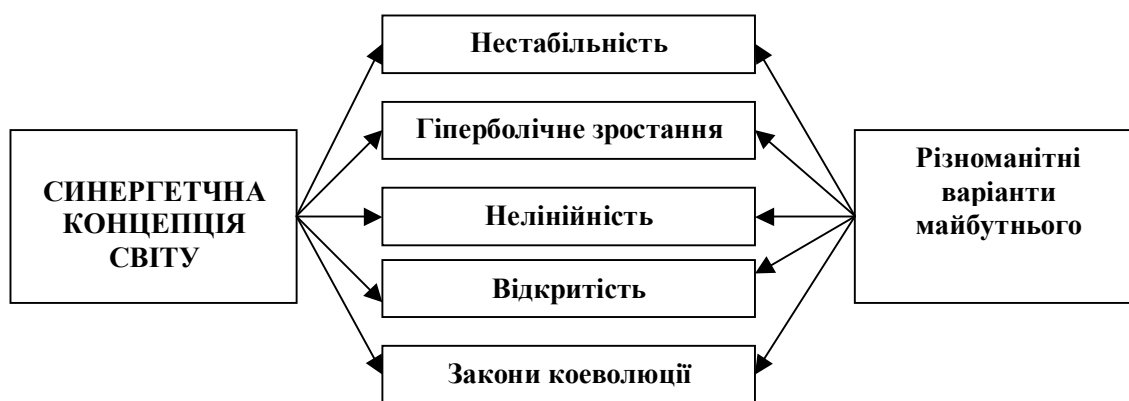 Нестабільність
Гіперболічне зростання
СИНЕРГЕТЧНА
КОНЦЕПЦІЯ
СВІТУ
Нелінійність
Відкритість
Закони коеволюції
Різноманітні
варіанти
майбутнього